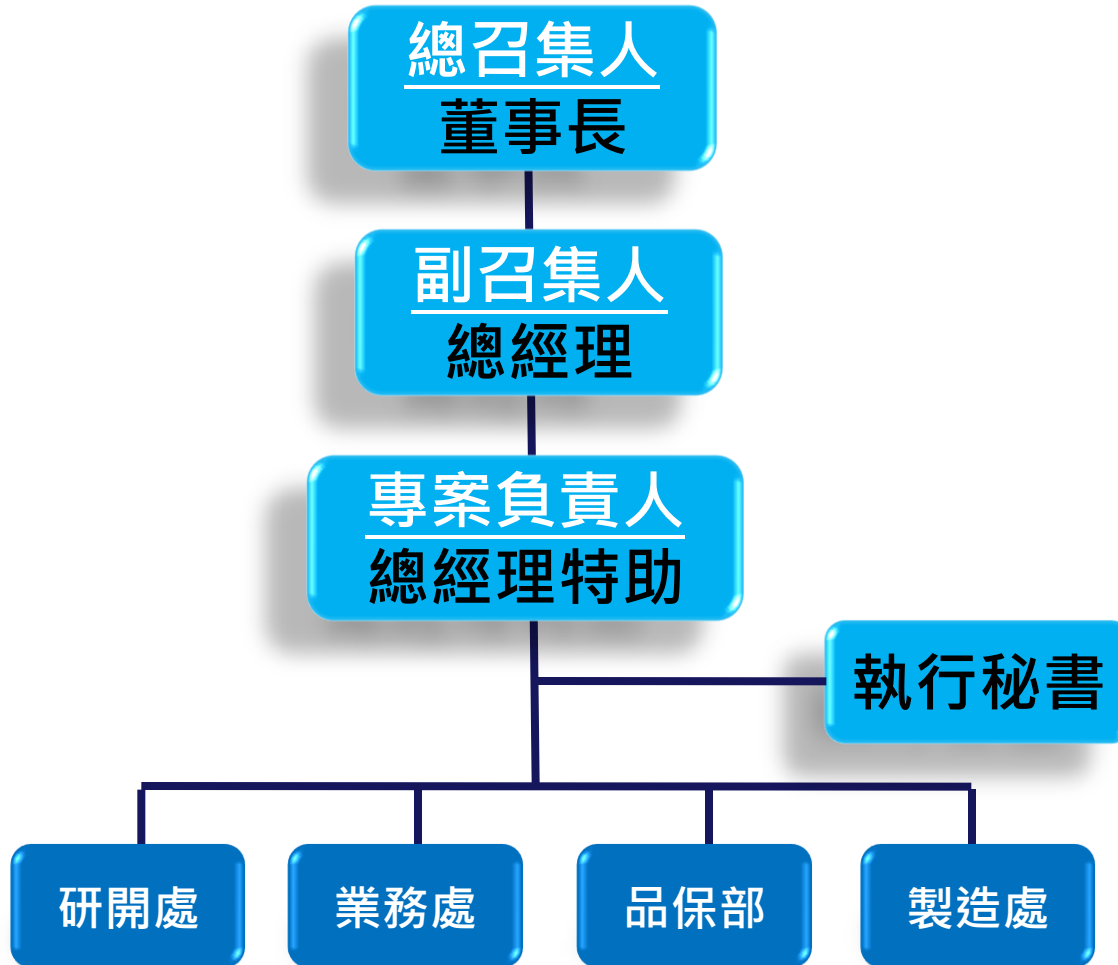 總召集人
董事長
副召集人
總經理
專案負責人
總經理特助
執行秘書
研開處
業務處
品保部
製造處